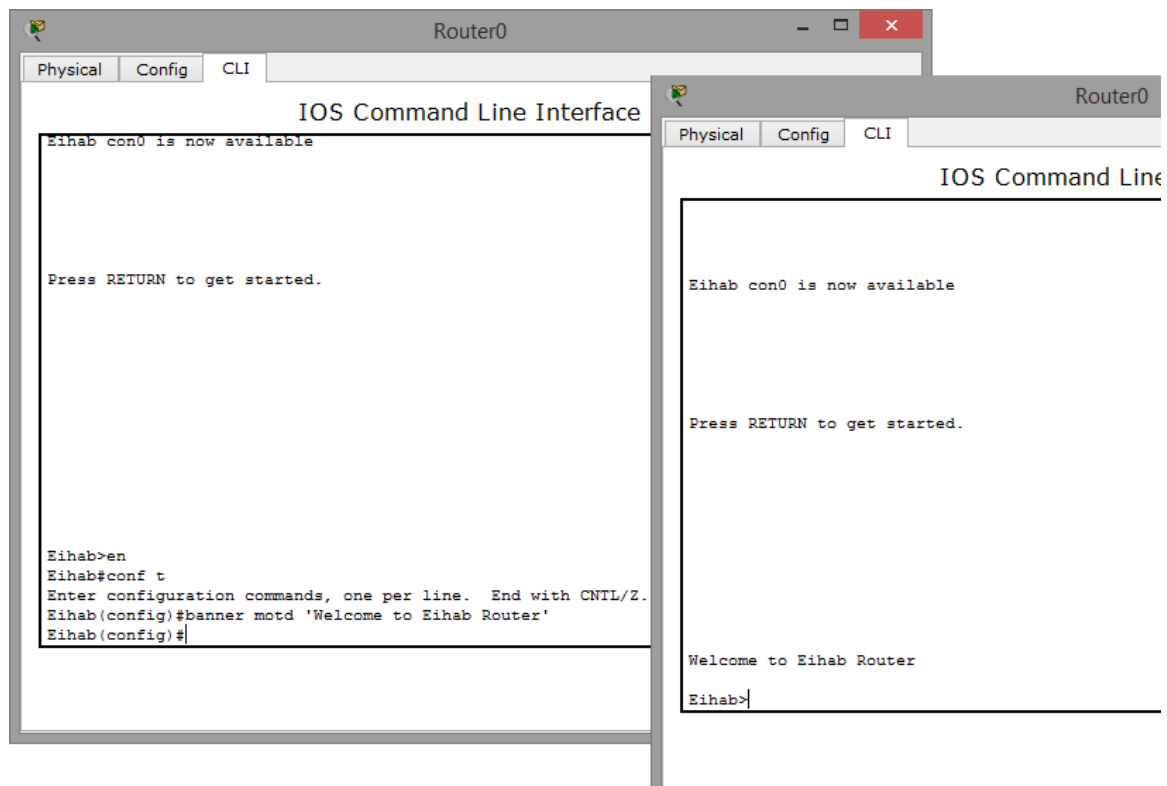 Router0
Physical Config CLI
IOS Command Line Interface
Eihab con0 is now available
Press RETURN to get started.
Eihab>en
Eihab#conf t
Enter configuration commands, one per line. End with CNTL/Z.
Eihab(config)#banner motd 'Welcome to Eihab Router'
Eihab(config)#
Router0
Physical Config CLI
IOS Command Line
Eihab con0 is now available
Press RETURN to get started.
Welcome to Eihab Router
Eihab>